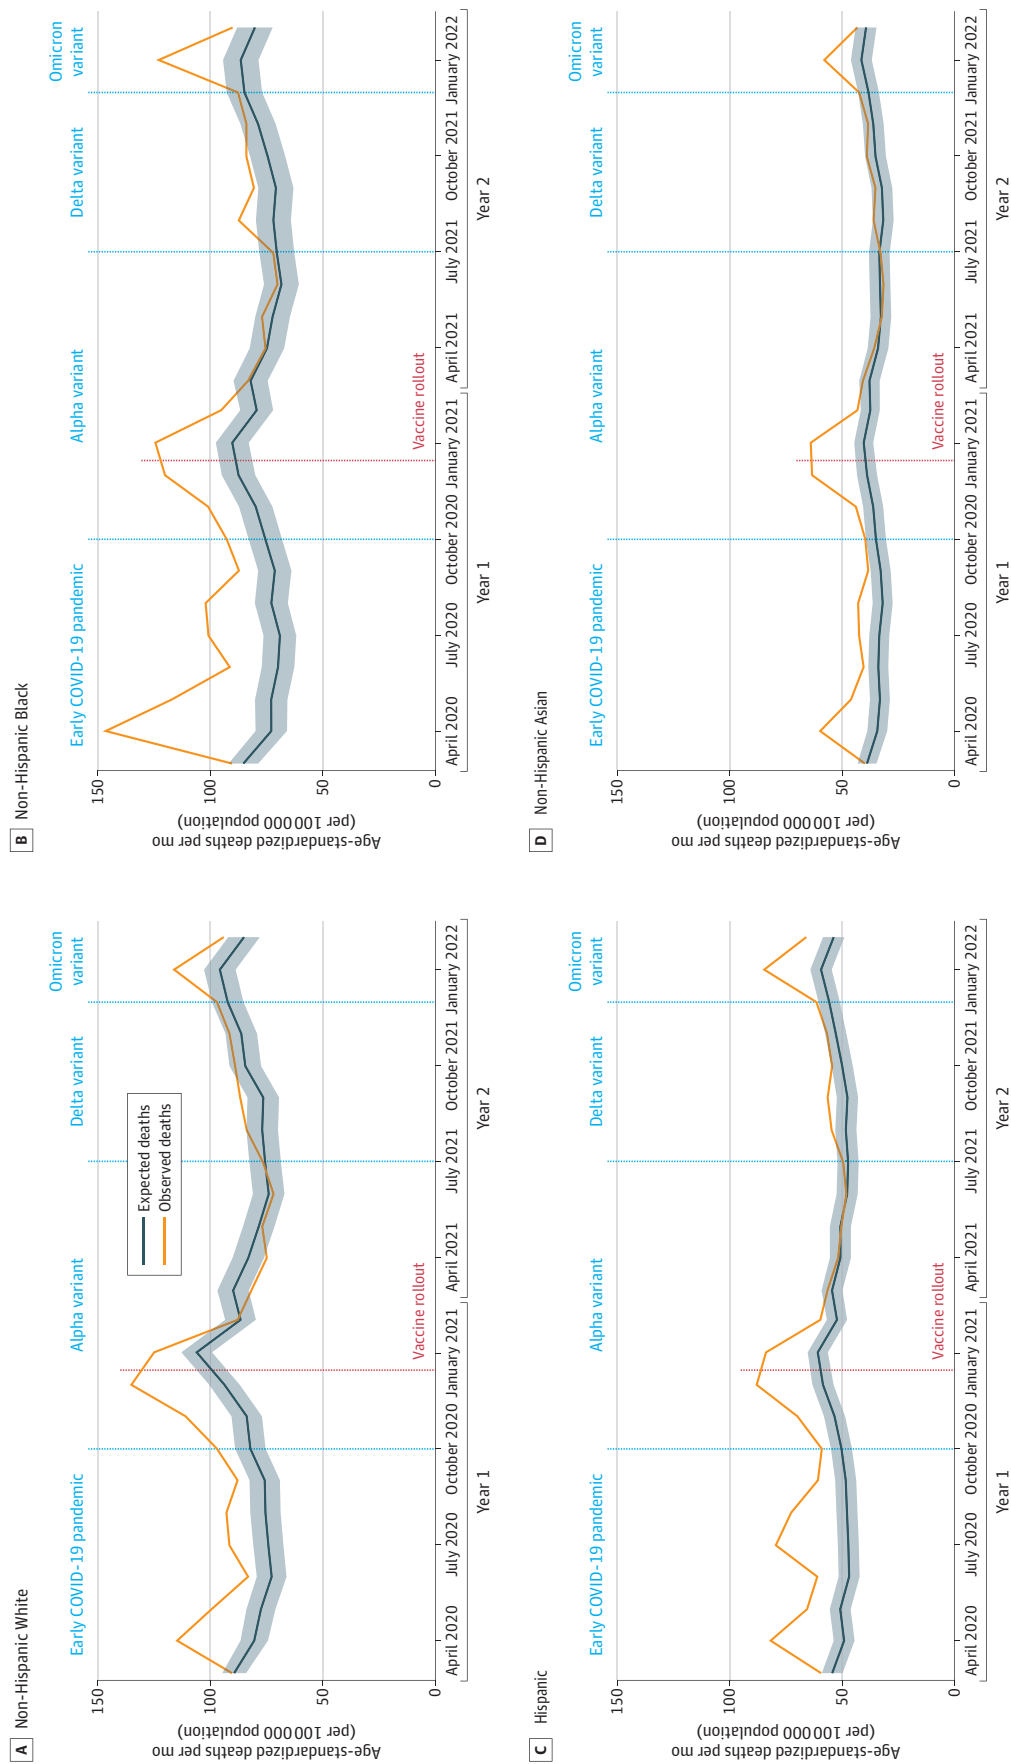 A Non-Hispanic White
Early COVID-19 pandemic
Alpha variant
Delta variant
Omicron
variant
Expected deaths
Observed deaths
Vaccine rollout
Age-standardized deaths per mo
(per 100 000 population)
150
100
50
0
April 2020
July 2020
October 2020
January 2021
April 2021
July 2021
October 2021
January 2022
Year 1
Year 2
B Non-Hispanic Black
Early COVID-19 pandemic
Alpha variant
Delta variant
Omicron
variant
Vaccine rollout
Age-standardized deaths per mo
(per 100 000 population)
150
100
50
0
April 2020
July 2020
October 2020
January 2021
April 2021
July 2021
October 2021
January 2022
Year 1
Year 2
C Hispanic
Early COVID-19 pandemic
Alpha variant
Delta variant
Omicron
variant
Vaccine rollout
Age-standardized deaths per mo
(per 100 000 population)
150
100
50
0
April 2020
July 2020
October 2020
January 2021
April 2021
July 2021
October 2021
January 2022
Year 1
Year 2
D Non-Hispanic Asian
Early COVID-19 pandemic
Alpha variant
Delta variant
Omicron
variant
Vaccine rollout
Age-standardized deaths per mo
(per 100 000 population)
150
100
50
0
April 2020
July 2020
October 2020
January 2021
April 2021
July 2021
October 2021
January 2022
Year 1
Year 2